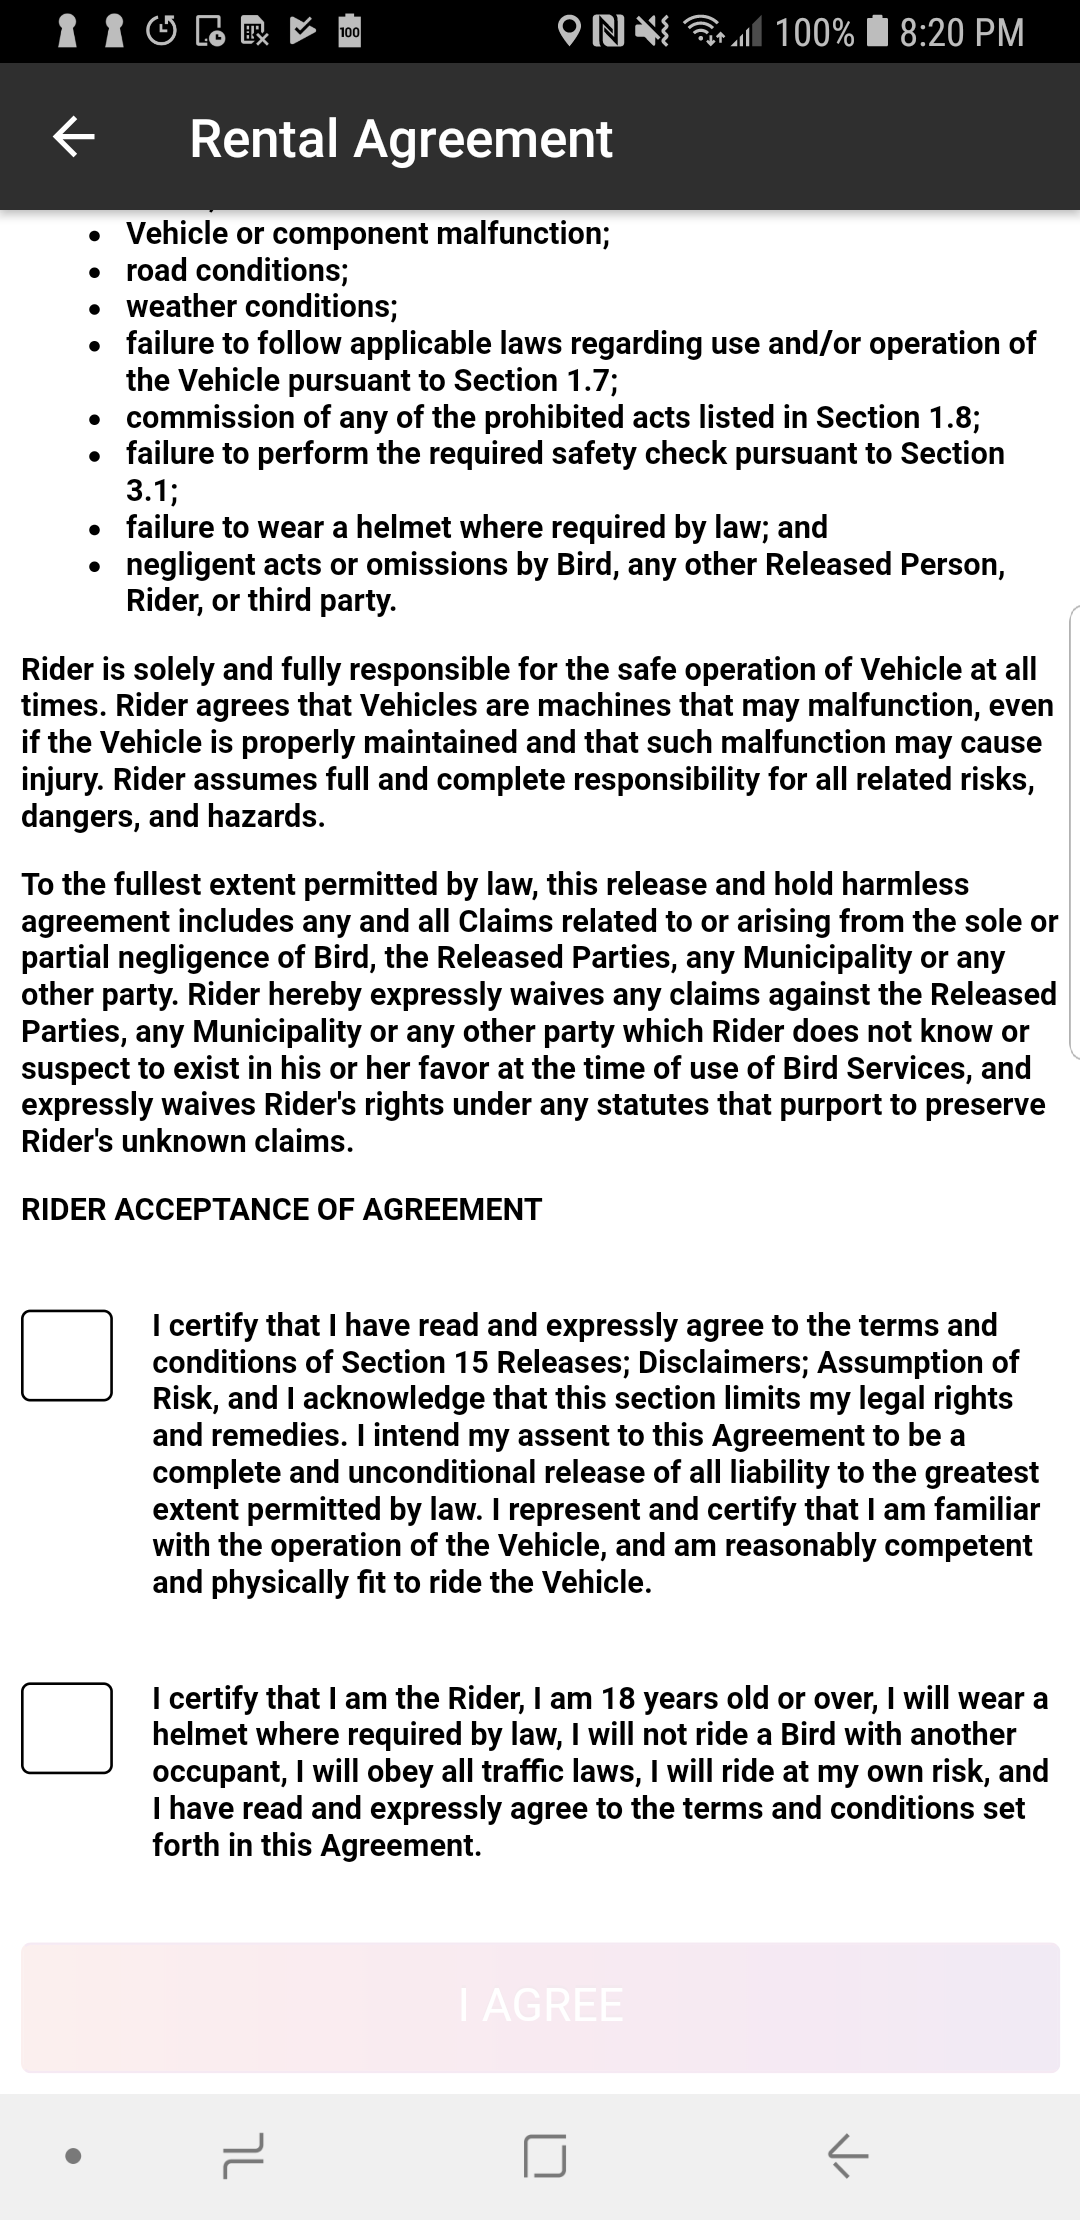 100
100% 8:20 PM
Rental Agreement
• Vehicle or component malfunction;
• road conditions;
• weather conditions;
• failure to follow applicable laws regarding use and/or operation of
the Vehicle pursuant to Section 1.7;
• commission of any of the prohibited acts listed in Section 1.8;
• failure to perform the required safety check pursuant to Section
3.1;
• failure to wear a helmet where required by law; and
• negligent acts or omissions by Bird, any other Released Person,
Rider, or third party.
Rider is solely and fully responsible for the safe operation of Vehicle at all
times. Rider agrees that Vehicles are machines that may malfunction, even
if the Vehicle is properly maintained and that such malfunction may cause
injury. Rider assumes full and complete responsibility for all related risks,
dangers, and hazards.
To the fullest extent permitted by law, this release and hold harmless
agreement includes any and all Claims related to or arising from the sole or
partial negligence of Bird, the Released Parties, any Municipality or any
other party. Rider hereby expressly waives any claims against the Released
Parties, any Municipality or any other party which Rider does not know or
suspect to exist in his or her favor at the time of use of Bird Services, and
expressly waives Rider's rights under any statutes that purport to preserve
Rider's unknown claims.
RIDER ACCEPTANCE OF AGREEMENT
I certify that I have read and expressly agree to the terms and
conditions of Section 15 Releases; Disclaimers; Assumption of
Risk, and I acknowledge that this section limits my legal rights
and remedies. I intend my assent to this Agreement to be a
complete and unconditional release of all liability to the greatest
extent permitted by law. I represent and certify that I am familiar
with the operation of the Vehicle, and am reasonably competent
and physically fit to ride the Vehicle.
I certify that I am the Rider, I am 18 years old or over, I will wear a
helmet where required by law, I will not ride a Bird with another
occupant, I will obey all traffic laws, I will ride at my own risk, and
I have read and expressly agree to the terms and conditions set
forth in this Agreement.
I AGREE